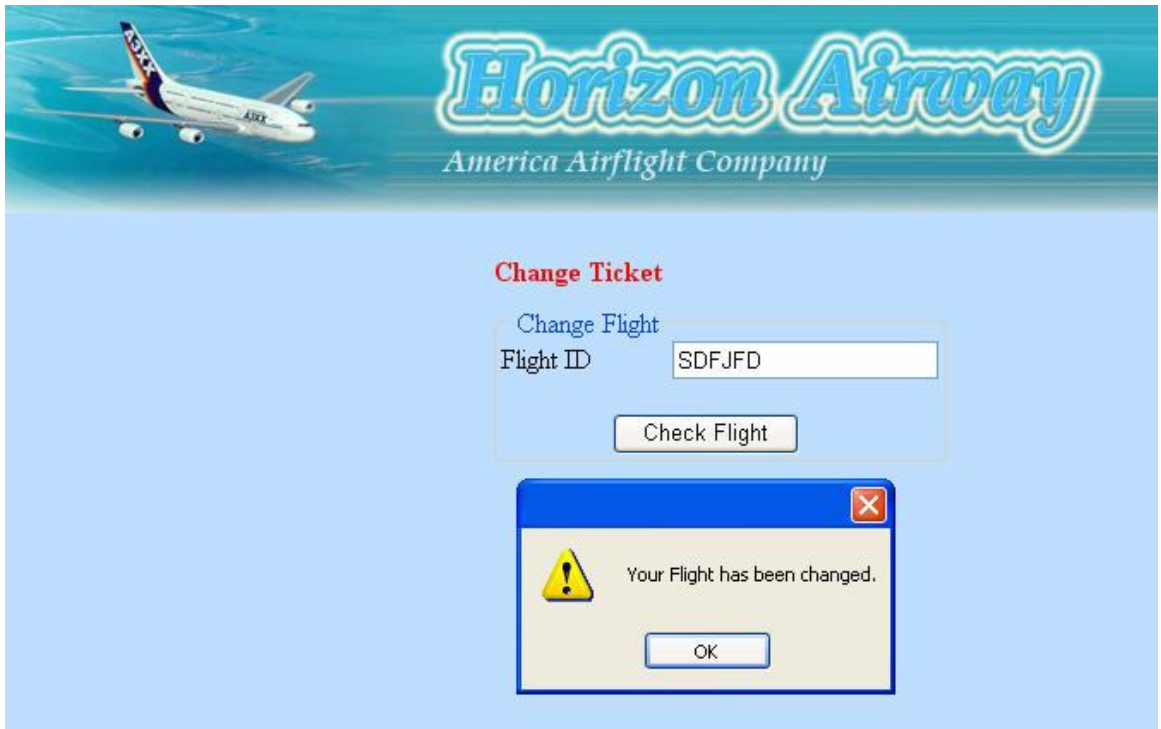 A3XX
A3XX
Horizon Airway
America Airflight Company
Change Ticket
Change Flight
Flight ID SDFJFD
Check Flight
Your Flight has been changed.
OK